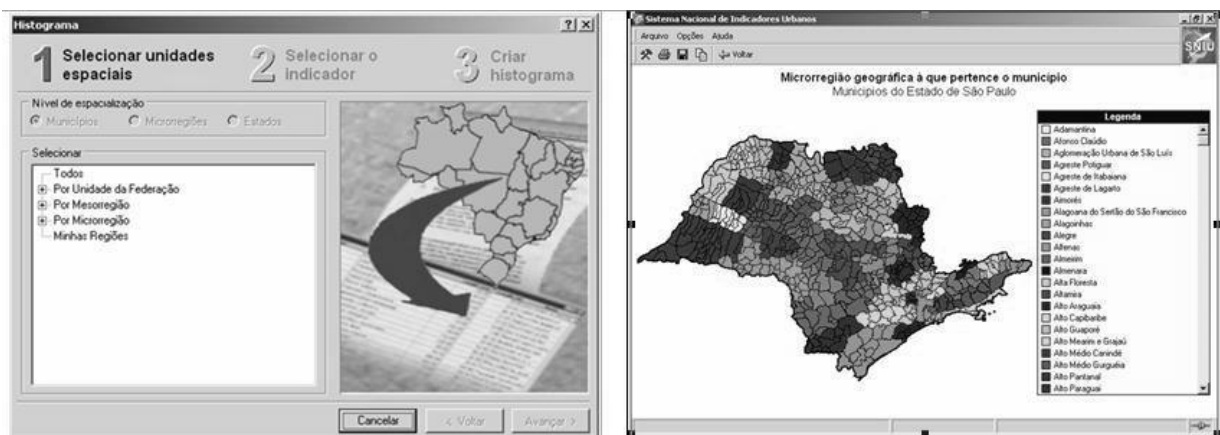 Histograma
1 Selecionar unidades espaciais
2 Selecionar o indicador
3 Criar histograma
Nível de espacialização
Municípios Microrregiões Estados
Selecionar
Todos
Por Unidade da Federação
Por Mesorregião
Por Microrregião
Minhas Regiões
Cancelar < Voltar Avançar >
Sistema Nacional de Indicadores Urbanos
Arquivo Opções Ajuda
Voltar
SNIU
Microrregião geográfica à que pertence o município
Municipios do Estado de São Paulo
Legenda
Adamantina
Afonso Claúdio
Aglomeração Urbana de São Luís
Agreste Potiguar
Agreste de Itabaiana
Agreste de Lagarto
Aimorés
Alagoana do Sertão do São Francisco
Alagoinhas
Alegre
Alfenas
Almeirim
Almenara
Alta Floresta
Altamira
Alto Araguaia
Alto Capibaribe
Alto Guaporé
Alto Mearim e Grajaú
Alto Médio Canindé
Alto Médio Gurguéia
Alto Pantanal
Alto Paraguai